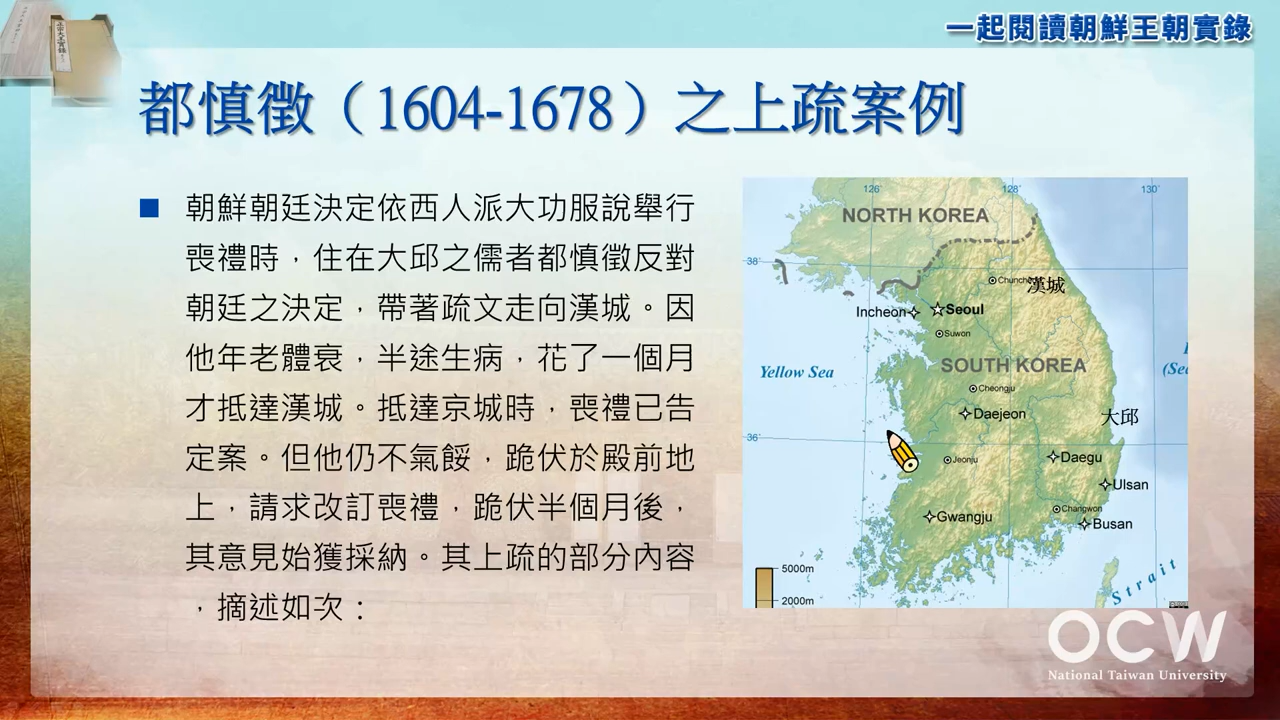 一起閱讀朝鮮王朝實錄
都慎徵（1604-1678）之上疏案例
朝鮮朝廷決定依西人派大功服說舉行
喪禮時，住在大邱之儒者都慎徵反對
朝廷之決定，帶著疏文走向漢城。因
他年老體衰，半途生病，花了一個月
才抵達漢城。抵達京城時，喪禮已告
定案。但他仍不氣餒，跪伏於殿前地
上，請求改訂喪禮，跪伏半個月後，
其意見始獲採納。其上疏的部分內容
，摘述如次：
126°
128°
130°
NORTH KOREA
38°
Chunch
漢城
Incheon
Seoul
Suwon
SOUTH KOREA
Yellow Sea
(Sea
Cheongju
Daejeon
大邱
36°
Jeonju
Daegu
Ulsan
Gwangju
Changwon
Busan
5000m
2000m
Strait
OCW
National Taiwan University